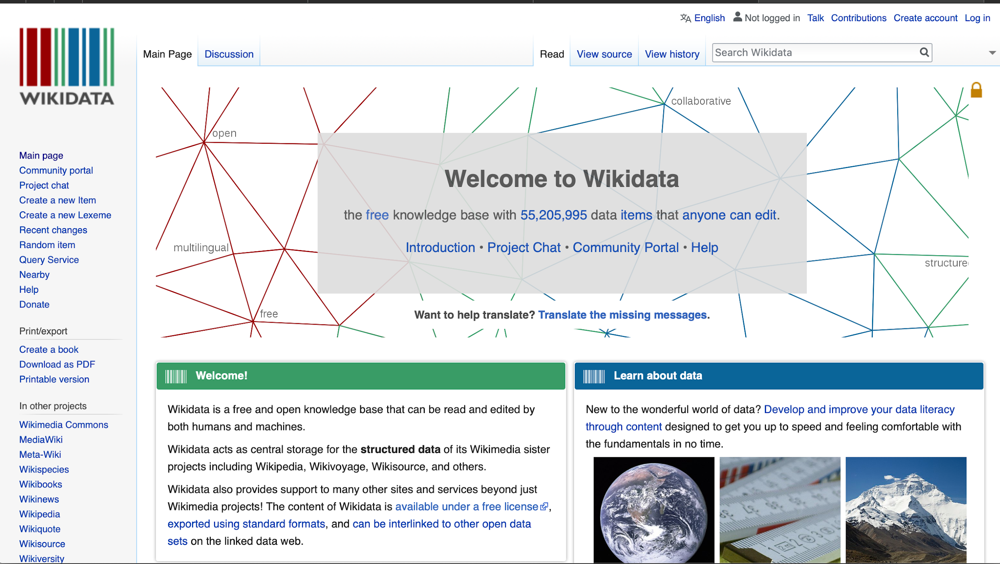 English Not logged in Talk Contributions Create account Log in
WIKIDATA
Main Page Discussion Read View source View history Search Wikidata
Main page
Community portal
Project chat
Create a new Item
Create a new Lexeme
Recent changes
Random item
Query Service
Nearby
Help
Donate
Print/export
Create a book
Download as PDF
Printable version
In other projects
Wikimedia Commons
MediaWiki
Meta-Wiki
Wikispecies
Wikibooks
Wikinews
Wikipedia
Wikiquote
Wikisource
Wikiversity
collaborative
open
multilingual
free
structured
Welcome to Wikidata
the free knowledge base with 55,205,995 data items that anyone can edit.
Introduction • Project Chat • Community Portal • Help
Want to help translate? Translate the missing messages.
Welcome!
Wikidata is a free and open knowledge base that can be read and edited by
both humans and machines.
Wikidata acts as central storage for the structured data of its Wikimedia sister
projects including Wikipedia, Wikivoyage, Wikisource, and others.
Wikidata also provides support to many other sites and services beyond just
Wikimedia projects! The content of Wikidata is available under a free license,
exported using standard formats, and can be interlinked to other open data
sets on the linked data web.
Learn about data
New to the wonderful world of data? Develop and improve your data literacy
through content designed to get you up to speed and feeling comfortable with
the fundamentals in no time.